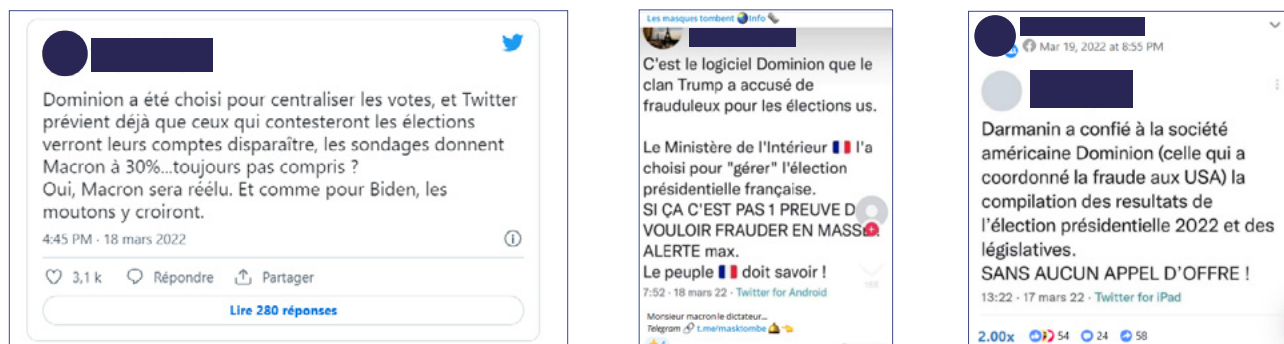 Dominion a été choisi pour centraliser les votes, et Twitter
prévient déjà que ceux qui contesteront les élections
verront leurs comptes disparaître, les sondages donnent
Macron à 30%...toujours pas compris ?
Oui, Macron sera réélu. Et comme pour Biden, les
moutons y croiront.
4:45 PM · 18 mars 2022
3,1 k Répondre Partager
Lire 280 réponses
Les masques tombent Info
C'est le logiciel Dominion que le
clan Trump a accusé de
frauduleux pour les élections us.
Le Ministère de l'Intérieur 🇫🇷 l'a
choisi pour "gérer" l'élection
présidentielle française.
SI ÇA C'EST PAS 1 PREUVE D
VOULOIR FRAUDER EN MASSE
ALERTE max.
Le peuple 🇫🇷 doit savoir !
7:52 · 18 mars 22 · Twitter for Android
Monsieur macron le dictateur...
Telegram t.me/masktombe
Mar 19, 2022 at 8:55 PM
Darmanin a confié à la société
américaine Dominion (celle qui a
coordonné la fraude aux USA) la
compilation des resultats de
l'élection présidentielle 2022 et des
législatives.
SANS AUCUN APPEL D'OFFRE !
13:22 · 17 mars 22 · Twitter for iPad
2.00x 54 24 58